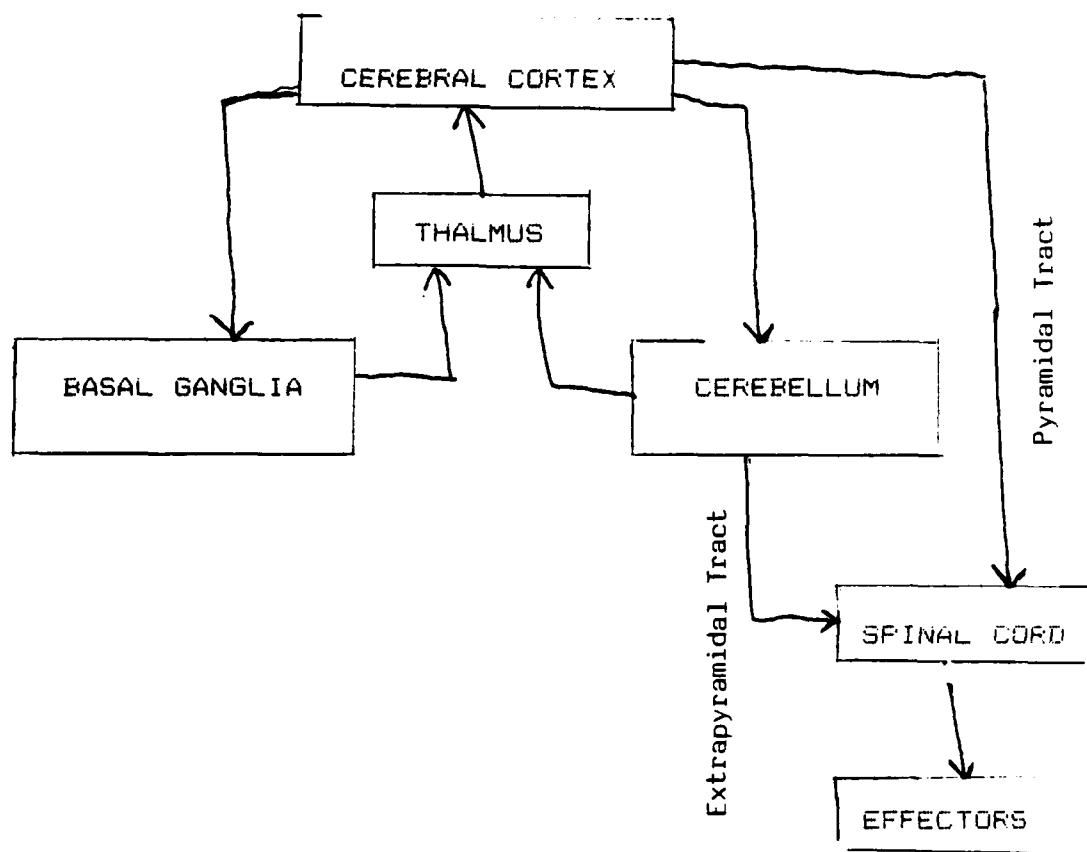 CEREBRAL CORTEX
THALMUS
BASAL GANGLIA
CEREBELLUM
Pyramidal Tract
Extrapyramidal Tract
SPINAL CORD
EFFECTORS